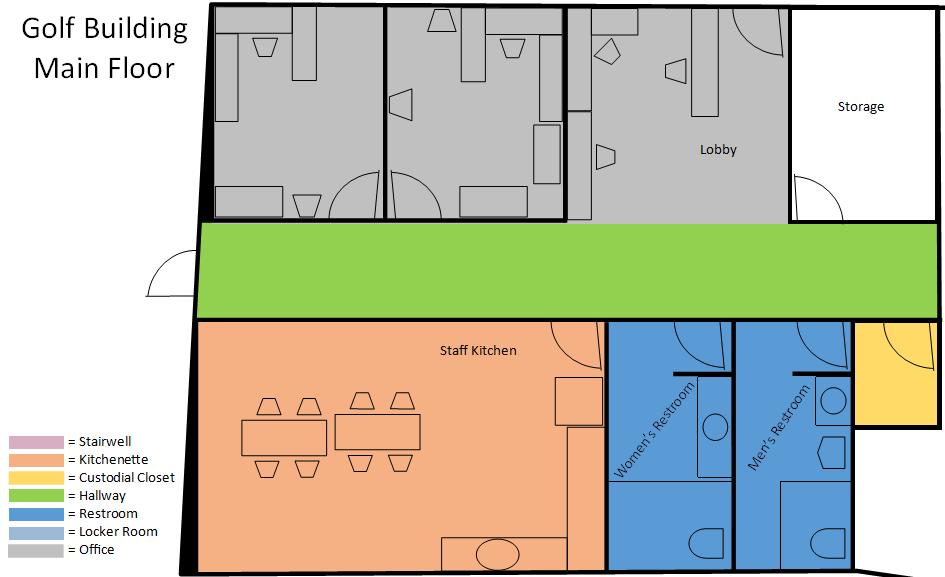 Golf Building
Main Floor
Storage
Lobby
Staff Kitchen
Women's Restroom
Men's Restroom
= Stairwell
= Kitchenette
= Custodial Closet
= Hallway
= Restroom
= Locker Room
= Office